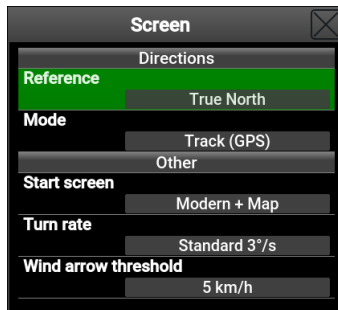 Screen
Directions
Reference
True North
Mode
Track (GPS)
Other
Start screen
Modern + Map
Turn rate
Standard 3°/s
Wind arrow threshold
5 km/h